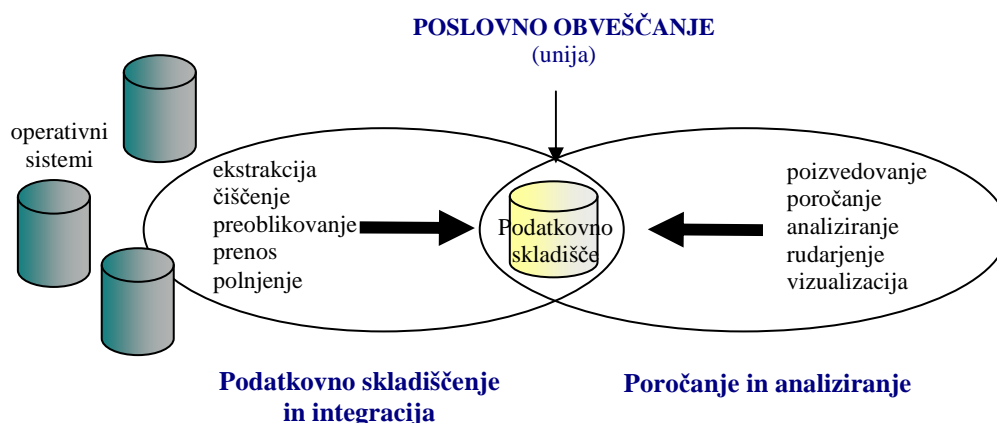 POSLOVNO OBVEŠČANJE
(unija)
operativni
sistemi
ekstrakcija
čiščenje
preoblikovanje
prenos
polnjenje
Podatkovno
skladišče
poizvedovanje
poročanje
analiziranje
rudarjenje
vizualizacija
Podatkovno skladiščenje
in integracija
Poročanje in analiziranje